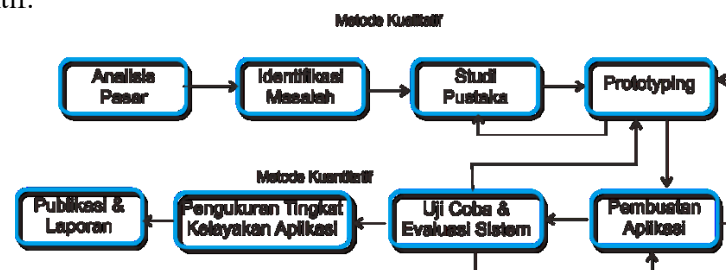 tif.
Metode Kualitatif
Analisis
Pasar
Identifikasi
Masalah
Studi
Pustaka
Prototyping
Metode Kuantitatif
Publikasi &
Laporan
Pengukuran Tingkat
Kelayakan Aplikasi
Uji Coba &
Evaluasi Sistem
Pembuatan
Aplikasi